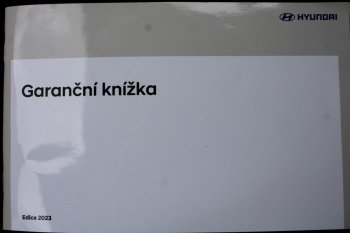 HYUNDAI
Garanční knížka
Edice 2023